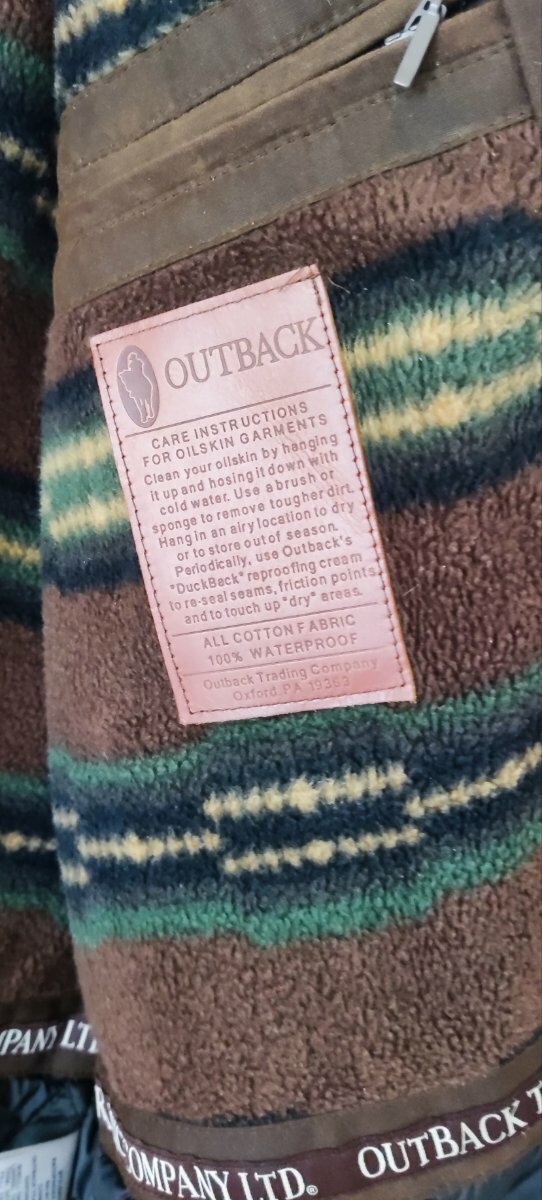 OUTBACK
CARE INSTRUCTIONS
FOR OILSKIN GARMENTS
Clean your oilskin by hanging
it up and hosing it down with
cold water. Use a brush or
sponge to remove tougher dirt.
Hang in an airy location to dry
or to store out of season.
Periodically, use Outback's
"DuckBack" reproofing cream
to re-seal seams, friction points
and to touch up "dry" areas.
ALL COTTON FABRIC
100% WATERPROOF
Outback Trading Company
Oxford PA 19363
COMPANY LTD.® OUTBACK T